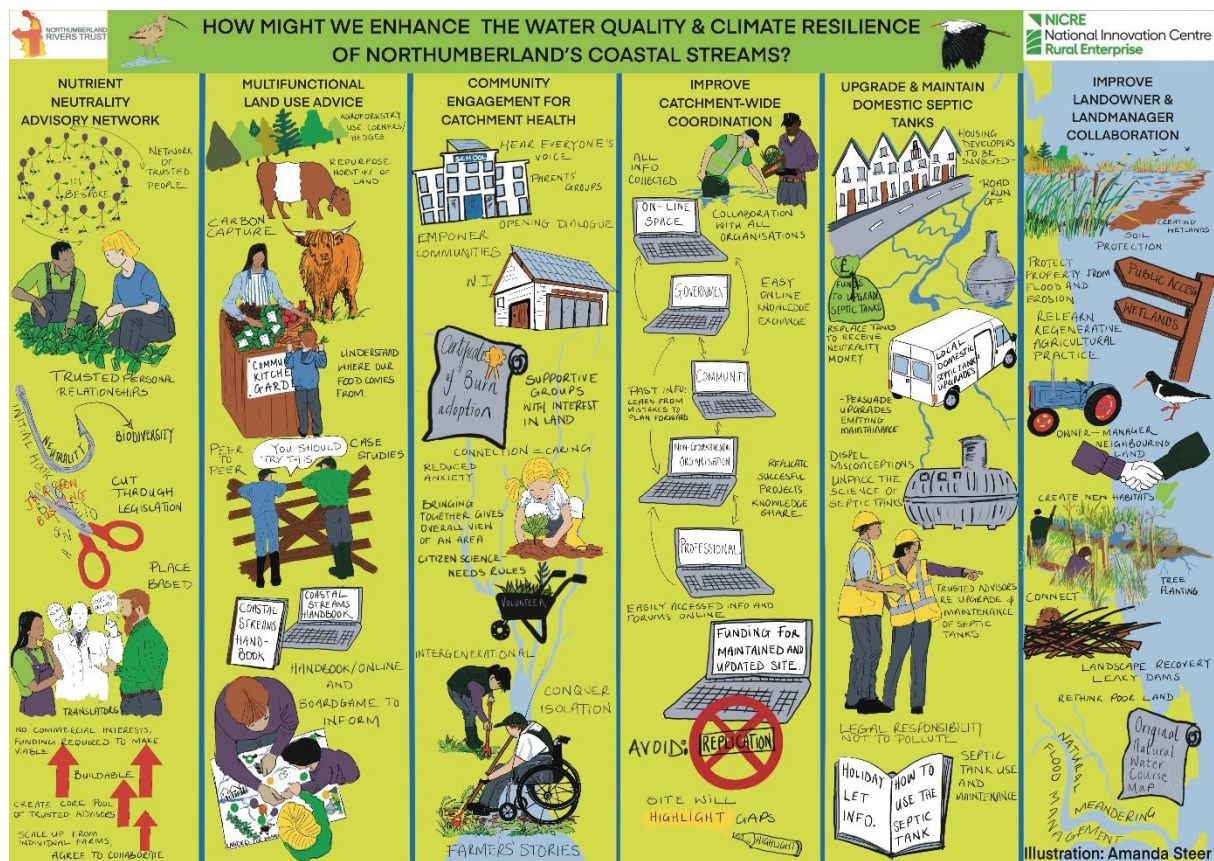 NORTHUMBERLAND
RIVERS TRUST
HOW MIGHT WE ENHANCE THE WATER QUALITY & CLIMATE RESILIENCE
OF NORTHUMBERLAND'S COASTAL STREAMS?
NICRE
National Innovation Centre
Rural Enterprise
NUTRIENT
NEUTRALITY
ADVISORY NETWORK
NETWORK
OF
TRUSTED
PEOPLE
BESPOKE
TRUSTED PERSONAL
RELATIONSHIPS
INITIAL HOOK
NEUTRALITY
BIODIVERSITY
JARGON
BUSTING
CUT
THROUGH
LEGISLATION
PLACE
BASED
TRANSLATORS
NO COMMERCIAL INTERESTS,
FUNDING REQUIRED TO MAKE
VIABLE
BUILDABLE
CREATE CORE POOL
OF TRUSTED ADVISORS
SCALE UP FROM
INDIVIDUAL FARMS
AGREE TO COLLABORATE
MULTIFUNCTIONAL
LAND USE ADVICE
AGROFORESTRY
USE CORNERS/
HEDGES
REPURPOSE
OF
LAND
CARBON
CAPTURE
COMMU
KITCHE
GARD
UNDERSTAND
WHERE OUR
FOOD COMES
FROM.
PEER
TO
PEER
YOU SHOULD
TRY THIS
CASE
STUDIES
COASTAL
STREAMS
HAND-
BOOK
COASTAL
STREAMS
HANDBOOK
HANDBOOK/ONLINE
AND
BOARDGAME TO
INFORM
COMMUNITY
ENGAGEMENT FOR
CATCHMENT HEALTH
HEAR EVERYONE'S
VOICE
SCHOOL
PARENTS'
GROUPS
OPENING DIALOGUE
EMPOWER
COMMUNITIES
W.I.
Certificate
of Burn
adoption
SUPPORTIVE
GROUPS
WITH INTEREST
IN LAND
CONNECTION = CARING
REDUCED
ANXIETY
BRINGING
TOGETHER GIVES
OVERALL VIEW
OF AN AREA
CITIZEN SCIENCE-
NEEDS RULES
VOLUNTEER
INTERGENERATIONAL
CONQUER
ISOLATION
FARMERS' STORIES
IMPROVE
CATCHMENT-WIDE
COORDINATION
ALL
INFO
COLLECTED
ON-LINE
SPACE
COLLABORATION
WITH ALL
ORGANISATIONS
GOVERNMENT
EASY
ONLINE
KNOWLEDGE
EXCHANGE
COMMUNITY
PAST INFO:
LEARN FROM
MISTAKES TO
PLAN FORWARD
NON-GOVERNMENTAL
ORGANISATION
REPLICATE
SUCCESFUL
PROJECTS
KNOWLEDGE
SHARE
PROFESSIONAL
EASILY ACCESSED INFO AND
FORUMS ONLINE
FUNDING FOR
MAINTAINED
AND UPDATED
SITE.
AVOID:
REPLICATION
SITE WILL
HIGHLIGHT GAPS
HIGHLIGHT
UPGRADE & MAINTAIN
DOMESTIC SEPTIC
TANKS
HOUSING
DEVELOPERS
TO BE
INVOLVED-
ROAD
RUN
OFF
£
FUNDS
TO UPGRADE
SEPTIC TANKS
REPLACE TANKS
TO RECEIVE
NEUTRALITY
MONEY
LOCAL
DOMESTIC
SEPTIC TANK
UPGRADES
-PERSUADE
UPGRADES
EMPTYING
MAINTAINANCE
DISPEL
MISCONCEPTIONS
UNPACK THE
SCIENCE OF
SEPTIC TANKS
TRUSTED ADVISORS
RE UPGRADE &
MAINTENANCE
OF SEPTIC
TANKS
LEGAL RESPONSIBILITY
NOT TO POLLUTE
HOLIDAY
LET
INFO.
HOW TO
USE THE
SEPTIC
TANK.
SEPTIC
TANK USE
AND
MAINTENANCE
IMPROVE
LANDOWNER &
LANDMANAGER
COLLABORATION
CREATING
WETLANDS
SOIL
PROTECTION
PROTECT
PROPERTY FROM
FLOOD AND
EROSION
PUBLIC ACCESS
WETLANDS
RELEARN
REGENERATIVE
AGRICULTURAL
PRACTICE
OWNER-MANAGER
NEIGHBOURING
LAND
CREATE NEW HABITATS
TREE
PLANTING
CONNECT
LANDSCAPE RECOVERY
LEAKY DAMS
RETHINK POOR LAND
Original
Natural
Water
Course
Map
NATURAL
FLOOD MANAGEMENT
MEANDERING
Illustration: Amanda Steer